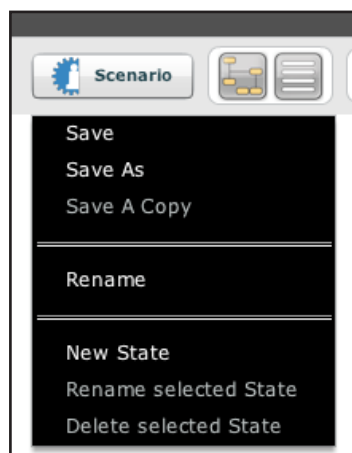 Scenario
Save
Save As
Save A Copy
Rename
New State
Rename selected State
Delete selected State